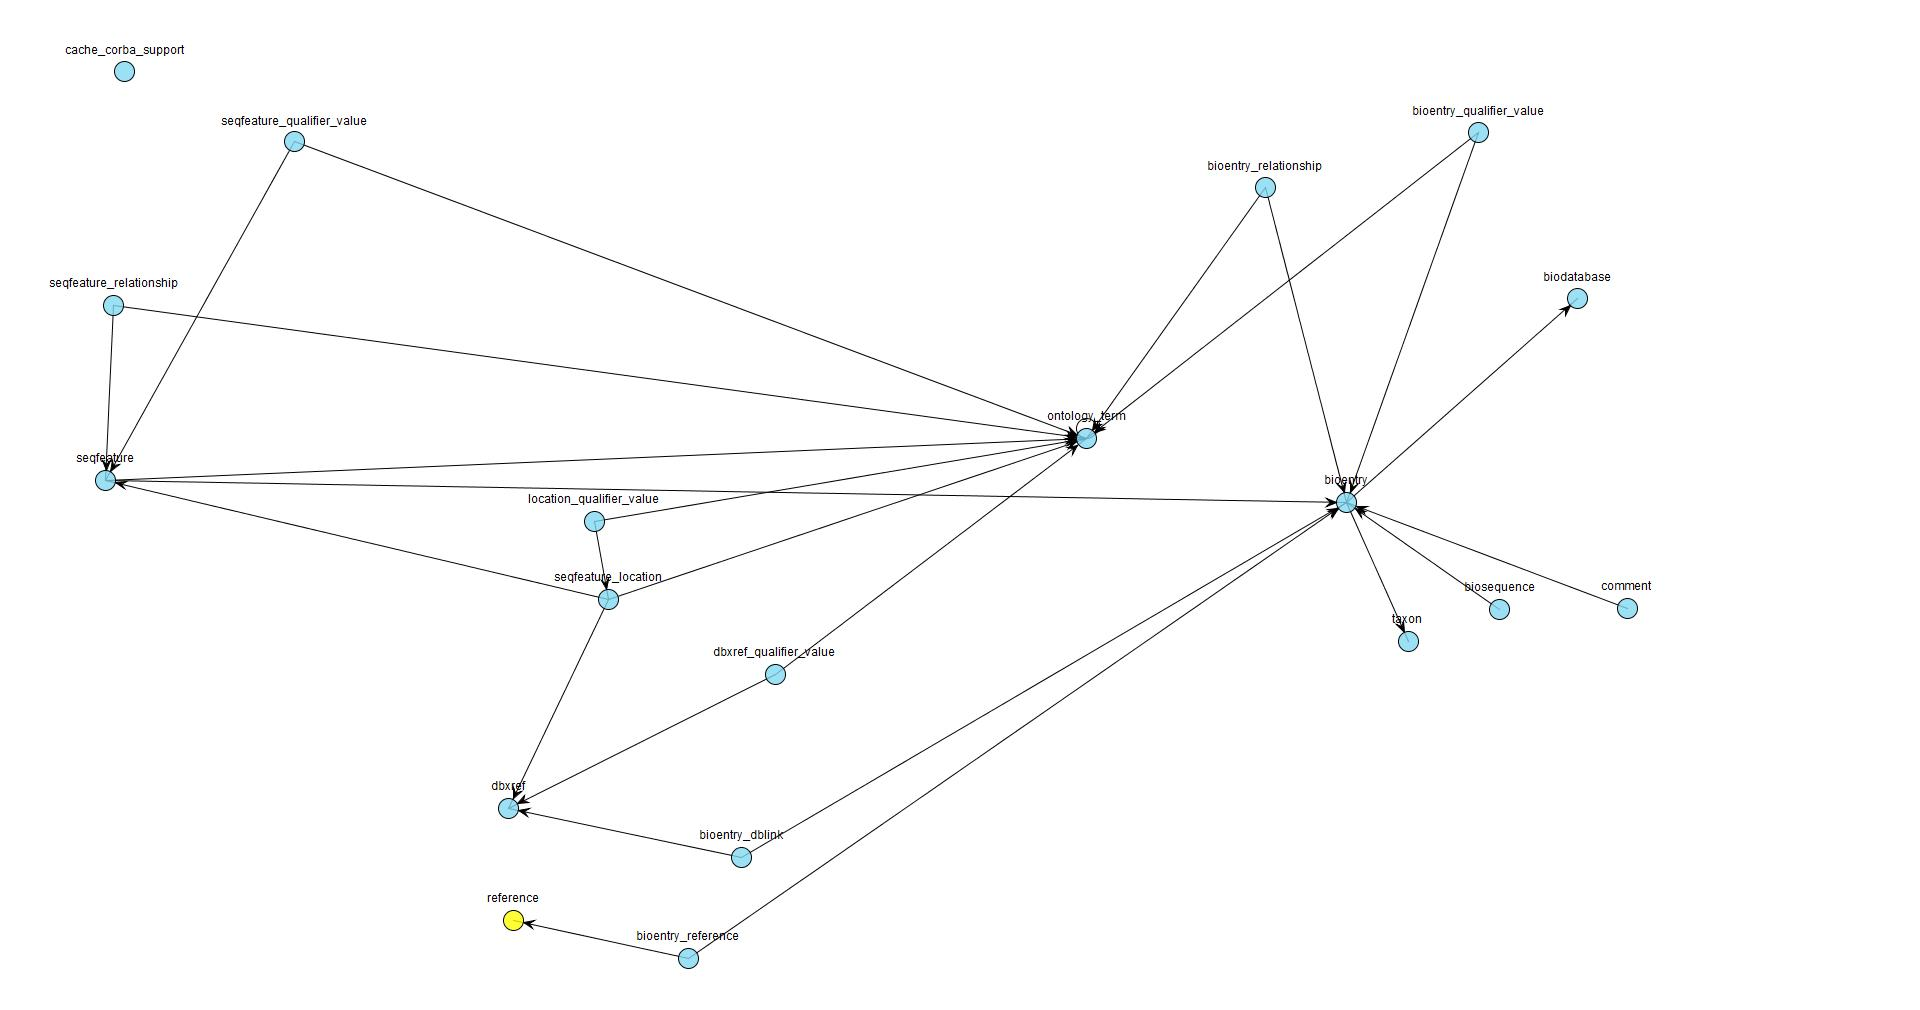 cache_corba_support
bioentry_qualifier_value
seqfeature_qualifier_value
bioentry_relationship
biodatabase
seqfeature_relationship
ontology_term
seqfeature
bioentry
location_qualifier_value
seqfeature_location
biosequence
comment
taxon
dbxref_qualifier_value
dbxref
bioentry_dblink
reference
bioentry_reference